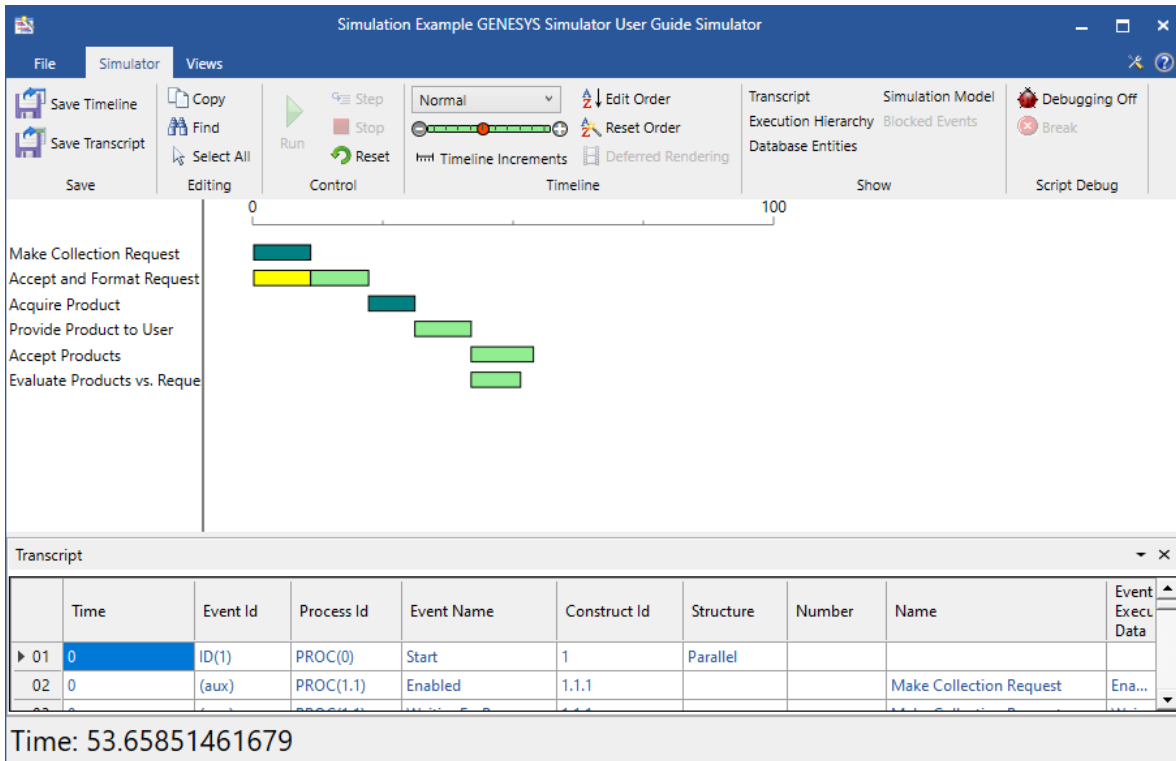 Simulation Example GENESYS Simulator User Guide Simulator
File Simulator Views
Save Timeline
Save Transcript
Save
Copy
Find
Select All
Editing
Run
Step
Stop
Reset
Control
Normal
Timeline Increments
Edit Order
Reset Order
Deferred Rendering
Timeline
Transcript Simulation Model
Execution Hierarchy Blocked Events
Database Entities
Show
Debugging Off
Break
Script Debug
0 100
Make Collection Request
Accept and Format Request
Acquire Product
Provide Product to User
Accept Products
Evaluate Products vs. Reque
Transcript
Time Event Id Process Id Event Name Construct Id Structure Number Name Event Execu Data
01 0 ID(1) PROC(0) Start 1 Parallel
02 0 (aux) PROC(1.1) Enabled 1.1.1 Make Collection Request Ena...
Time: 53.65851461679